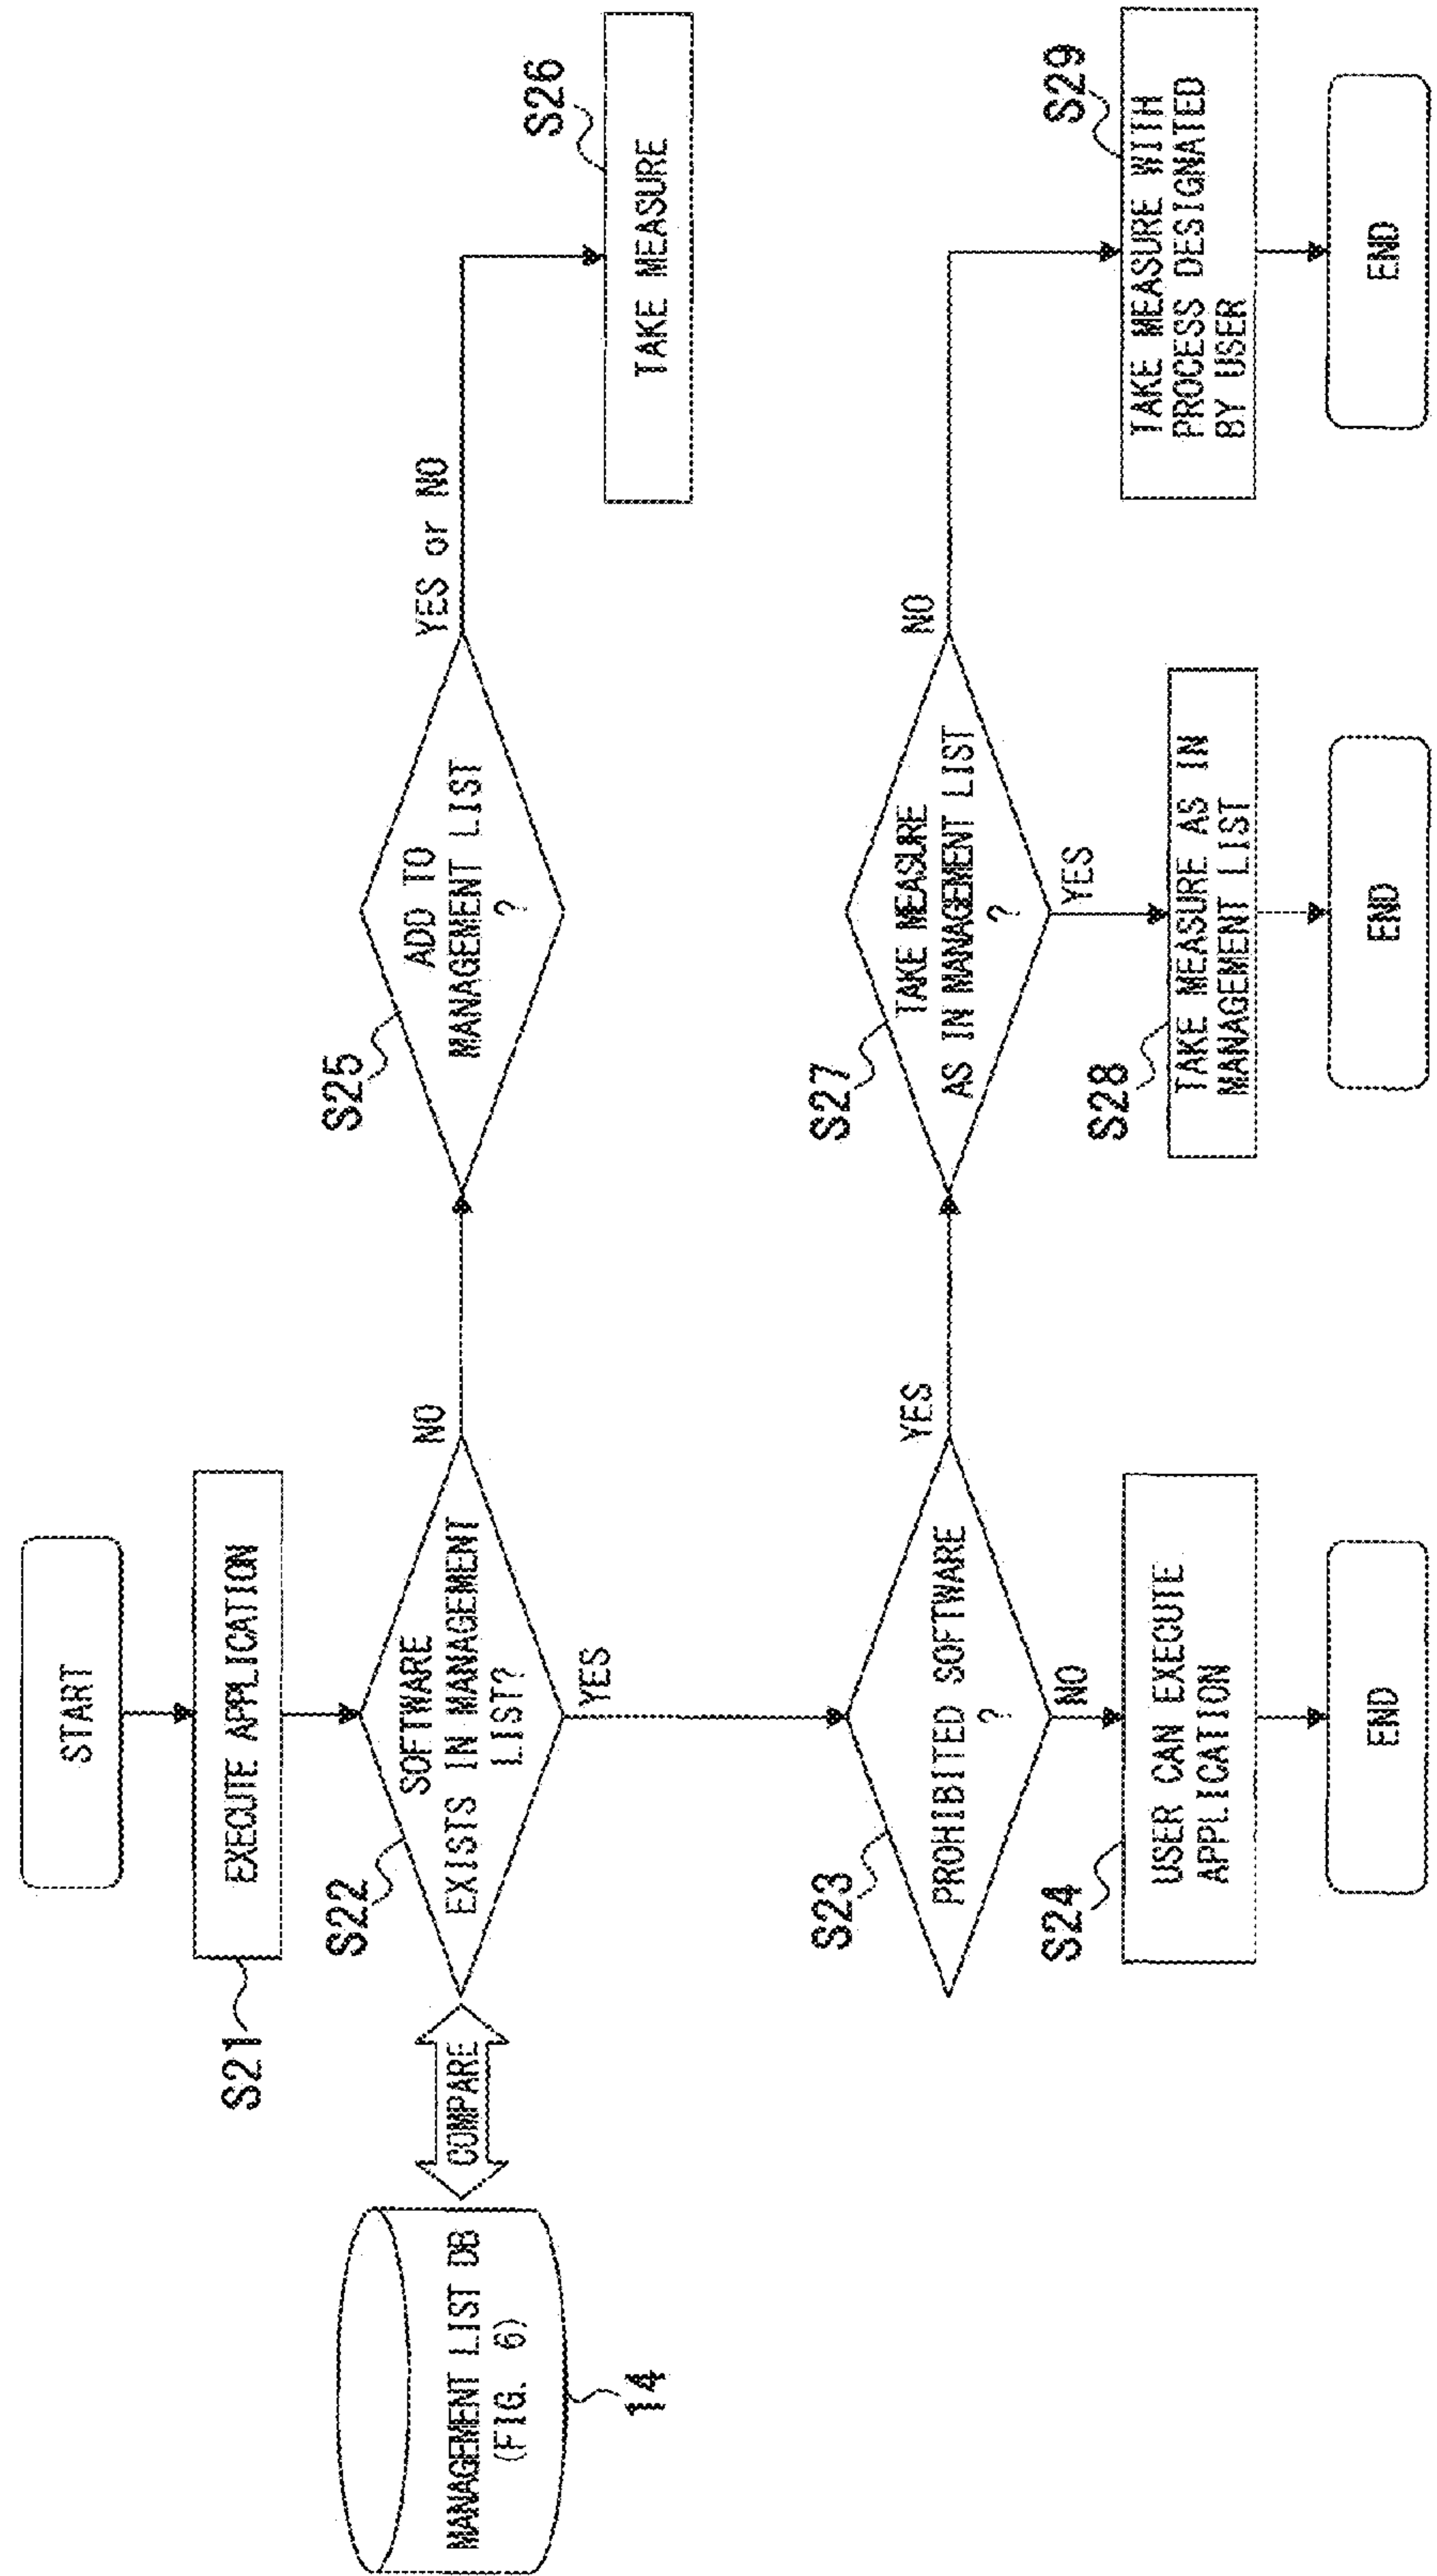 START
EXECUTE APPLICATION
S21
MANAGEMENT LIST DB
(FIG. 6)
14
COMPARE
S22
SOFTWARE
EXISTS IN MANAGEMENT
LIST?
NO
YES
S25
ADD TO
MANAGEMENT LIST
?
YES or NO
S26
TAKE MEASURE
S23
PROHIBITED SOFTWARE
?
YES
NO
S24
USER CAN EXECUTE
APPLICATION
END
S27
TAKE MEASURE
AS IN MANAGEMENT LIST
?
NO
YES
S28
TAKE MEASURE AS IN
MANAGEMENT LIST
END
S29
TAKE MEASURE WITH
PROCESS DESIGNATED
BY USER
END